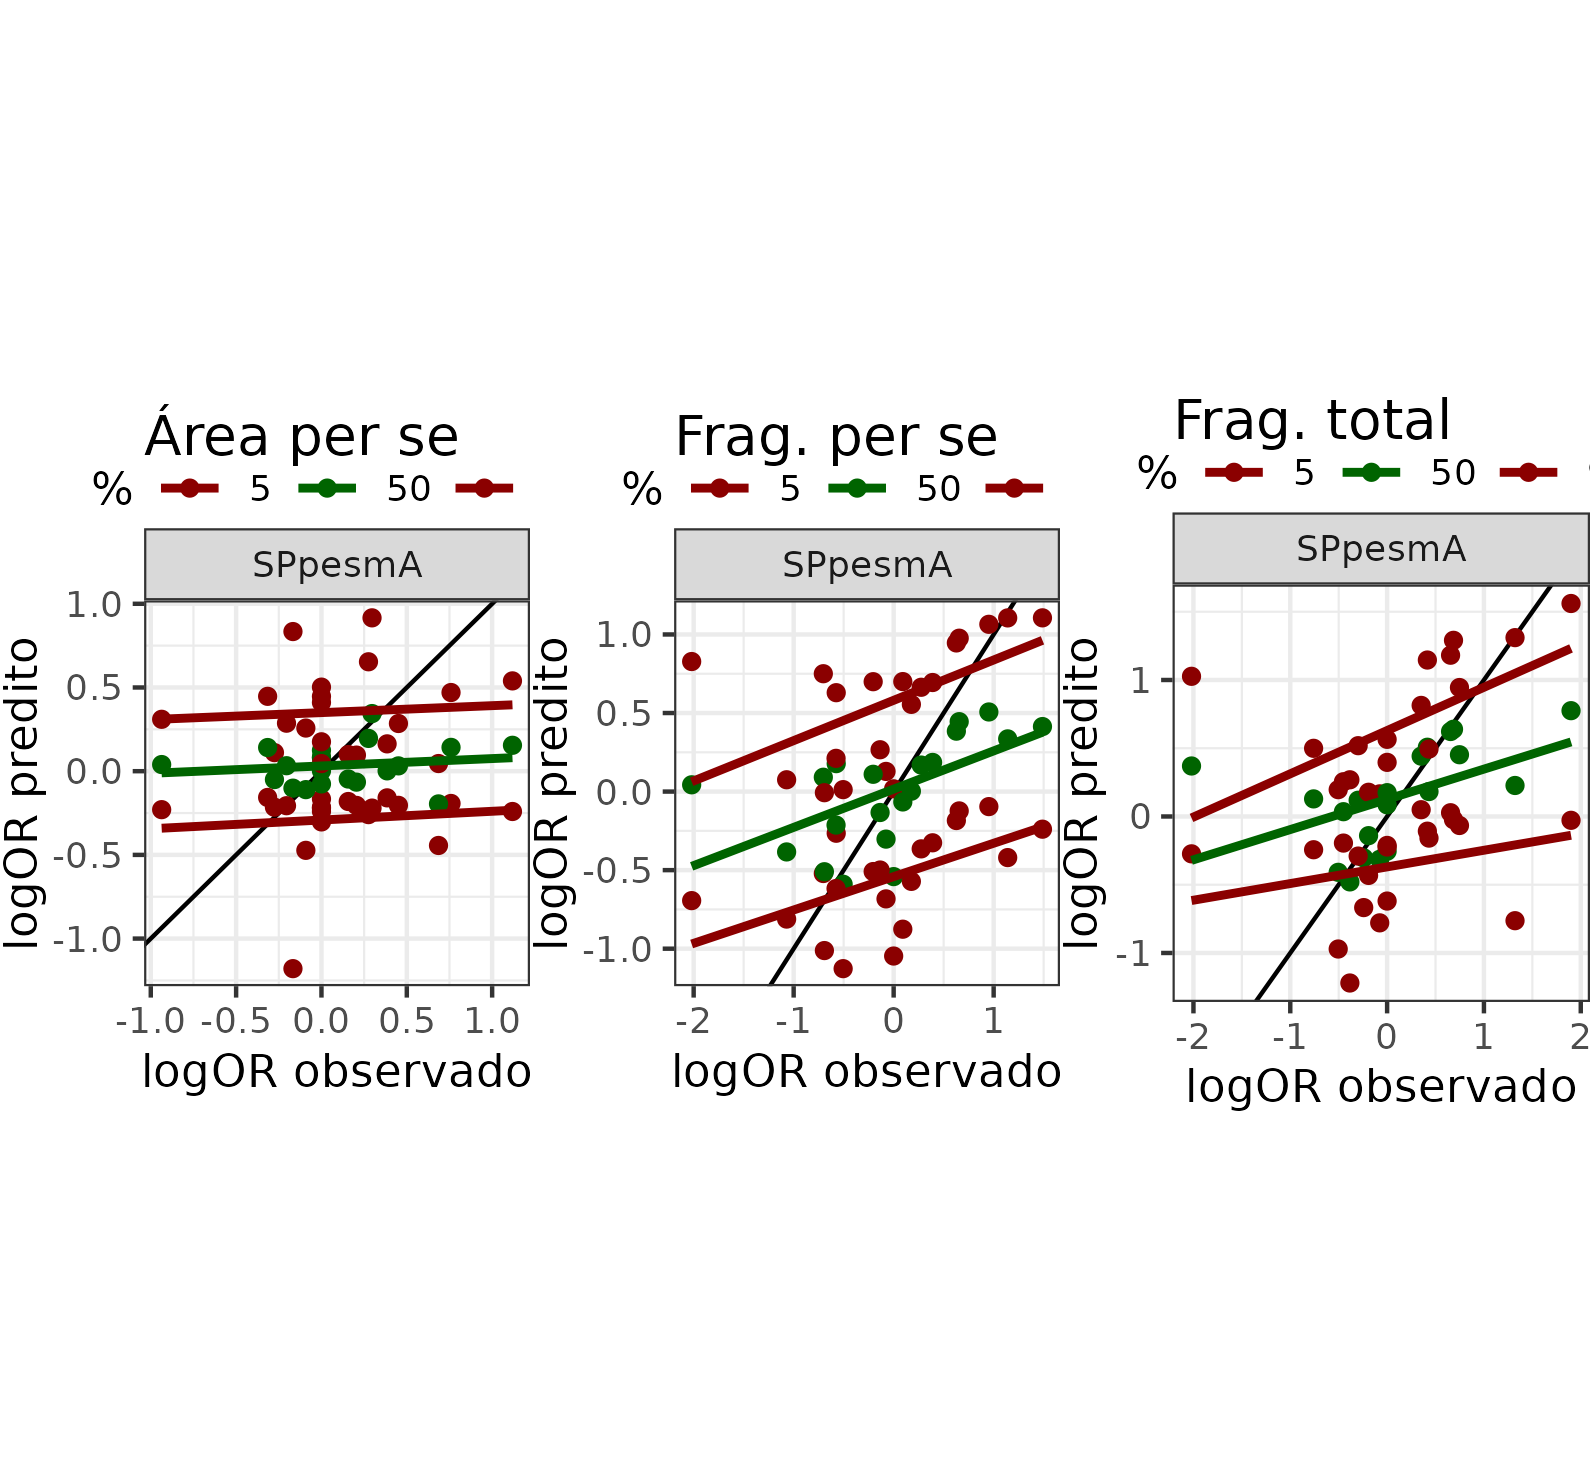 Área per se
% 5 50
SPpesmA
1.0
0.5
0.0
-0.5
-1.0
logOR predito
-1.0 -0.5 0.0 0.5 1.0
logOR observado
Frag. per se
% 5 50
SPpesmA
1.0
0.5
0.0
-0.5
-1.0
logOR predito
-2 -1 0 1
logOR observado
Frag. total
% 5 50
SPpesmA
1
0
-1
logOR predito
-2 -1 0 1 2
logOR observado